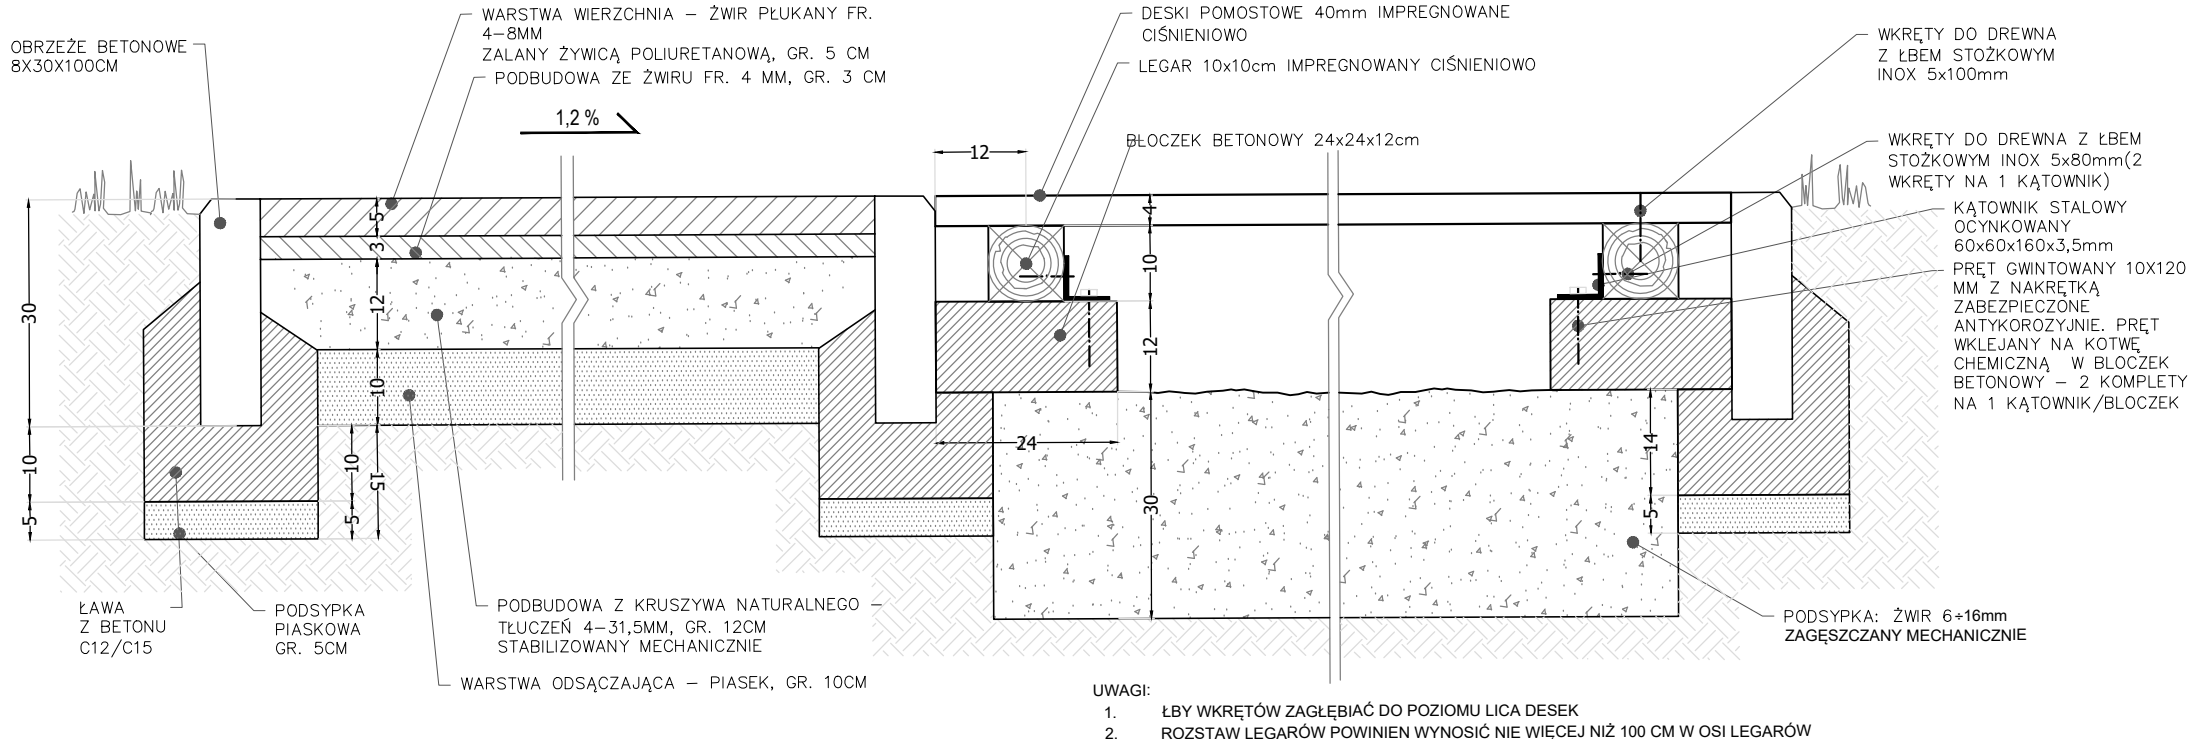 OBRZEŻE BETONOWE
8X30X100CM
WARSTWA WIERZCHNIA – ŻWIR PŁUKANY FR.
4–8MM
ZALANY ŻYWICĄ POLIURETANOWĄ, GR. 5 CM
PODBUDOWA ZE ŻWIRU FR. 4 MM, GR. 3 CM
1,2 %
DESKI POMOSTOWE 40mm IMPREGNOWANE
CIŚNIENIOWO
LEGAR 10x10cm IMPREGNOWANY CIŚNIENIOWO
BLOCZEK BETONOWY 24x24x12cm
WKRĘTY DO DREWNA
Z ŁBEM STOŻKOWYM
INOX 5x100mm
WKRĘTY DO DREWNA Z ŁBEM
STOŻKOWYM INOX 5x80mm(2
WKRĘTY NA 1 KĄTOWNIK)
KĄTOWNIK STALOWY
OCYNKOWANY
60x60x160x3,5mm
PRĘT GWINTOWANY 10X120
MM Z NAKRĘTKĄ
ZABEZPIECZONE
ANTYKOROZYJNIE. PRĘT
WKLEJANY NA KOTWĘ
CHEMICZNĄ W BLOCZEK
BETONOWY – 2 KOMPLETY
NA 1 KĄTOWNIK/BLOCZEK
30
10
5
5
3
12
10
15
10
5
12
4
10
12
30
24
14
5
ŁAWA
Z BETONU
C12/C15
PODSYPKA
PIASKOWA
GR. 5CM
PODBUDOWA Z KRUSZYWA NATURALNEGO –
TŁUCZEŃ 4–31,5MM, GR. 12CM
STABILIZOWANY MECHANICZNIE
WARSTWA ODSĄCZAJĄCA – PIASEK, GR. 10CM
PODSYPKA: ŻWIR 6÷16mm
ZAGĘSZCZANY MECHANICZNIE
UWAGI:
1. ŁBY WKRĘTÓW ZAGŁĘBIAĆ DO POZIOMU LICA DESEK
2. ROZSTAW LEGARÓW POWINIEN WYNOSIĆ NIE WIĘCEJ NIŻ 100 CM W OSI LEGARÓW